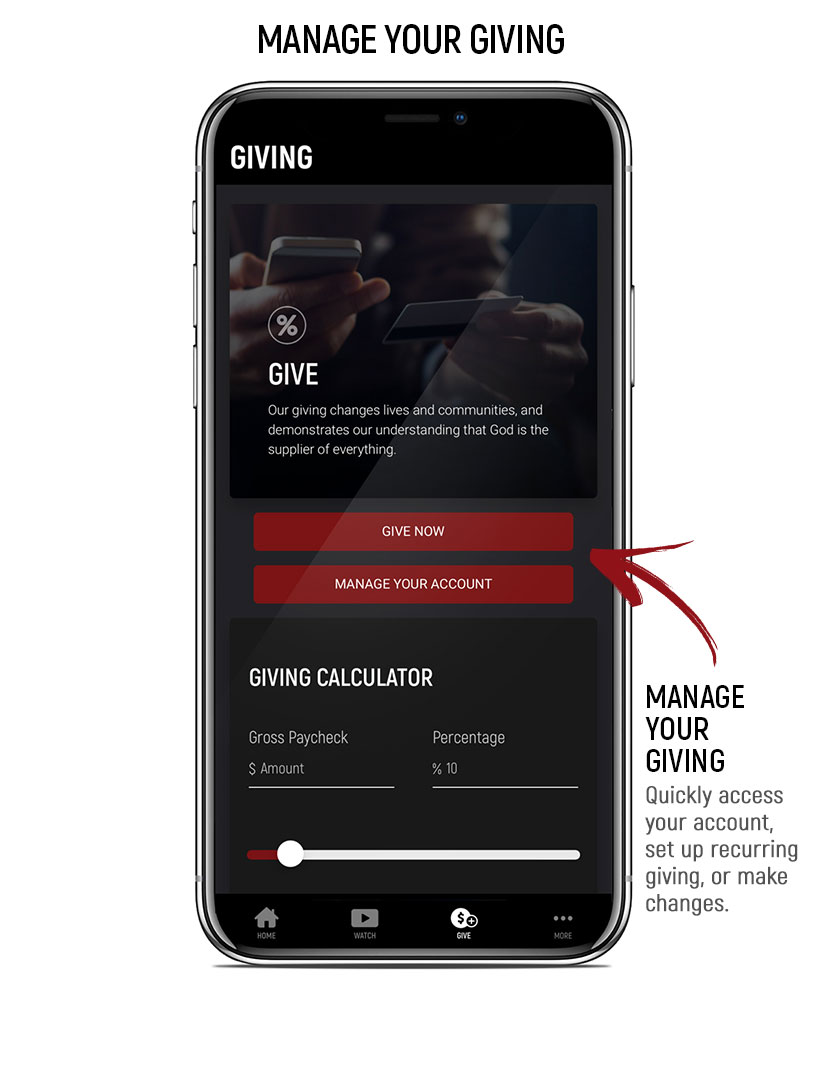 MANAGE YOUR GIVING
GIVING
%
GIVE
Our giving changes lives and communities, and
demonstrates our understanding that God is the
supplier of everything.
GIVE NOW
MANAGE YOUR ACCOUNT
GIVING CALCULATOR
Gross Paycheck Percentage
$ Amount % 10
MANAGE
YOUR
GIVING
Quickly access
your account,
set up recurring
giving, or make
changes.
$
HOME WATCH GIVE MORE